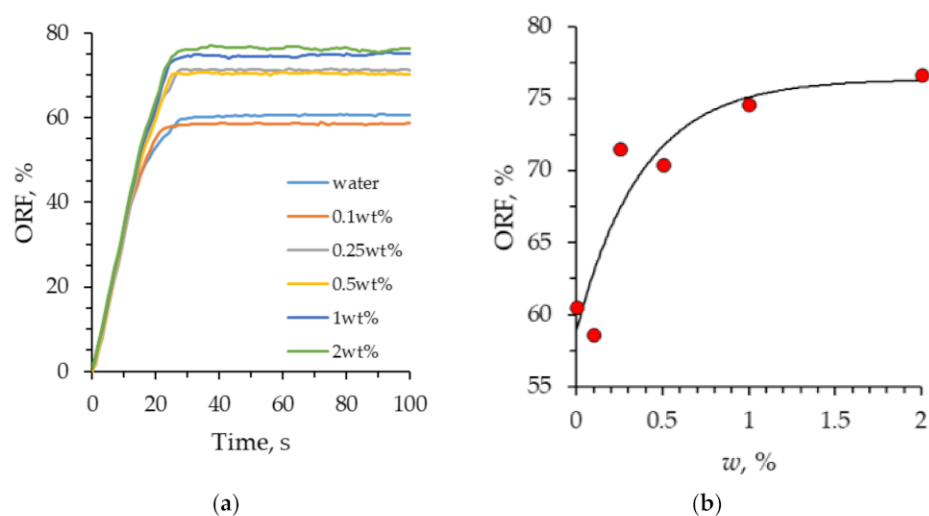 80
60
40
20
0
ORF, %
water
0.1wt%
0.25wt%
0.5wt%
1wt%
2wt%
0 20 40 60 80 100
Time, s
(a)
80
75
70
65
60
55
ORF, %
0 0.5 1 1.5 2
w, %
(b)